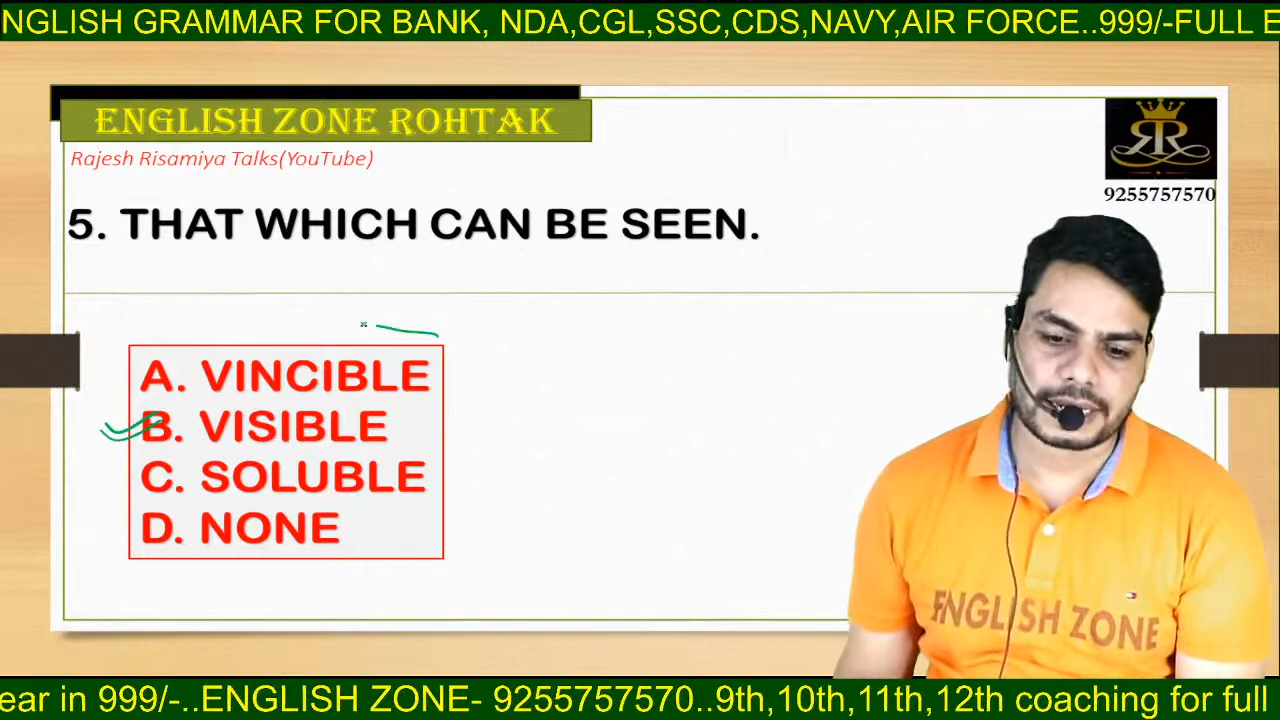 NGLISH GRAMMAR FOR BANK, NDA,CGL,SSC,CDS,NAVY,AIR FORCE..999/-FULL E
ENGLISH ZONE ROHTAK
Rajesh Risamiya Talks(YouTube)
RR
9255757570
5. THAT WHICH CAN BE SEEN.
A. VINCIBLE
B. VISIBLE
C. SOLUBLE
D. NONE
ENGLISH ZONE
ear in 999/-..ENGLISH ZONE- 9255757570..9th,10th,11th,12th coaching for full